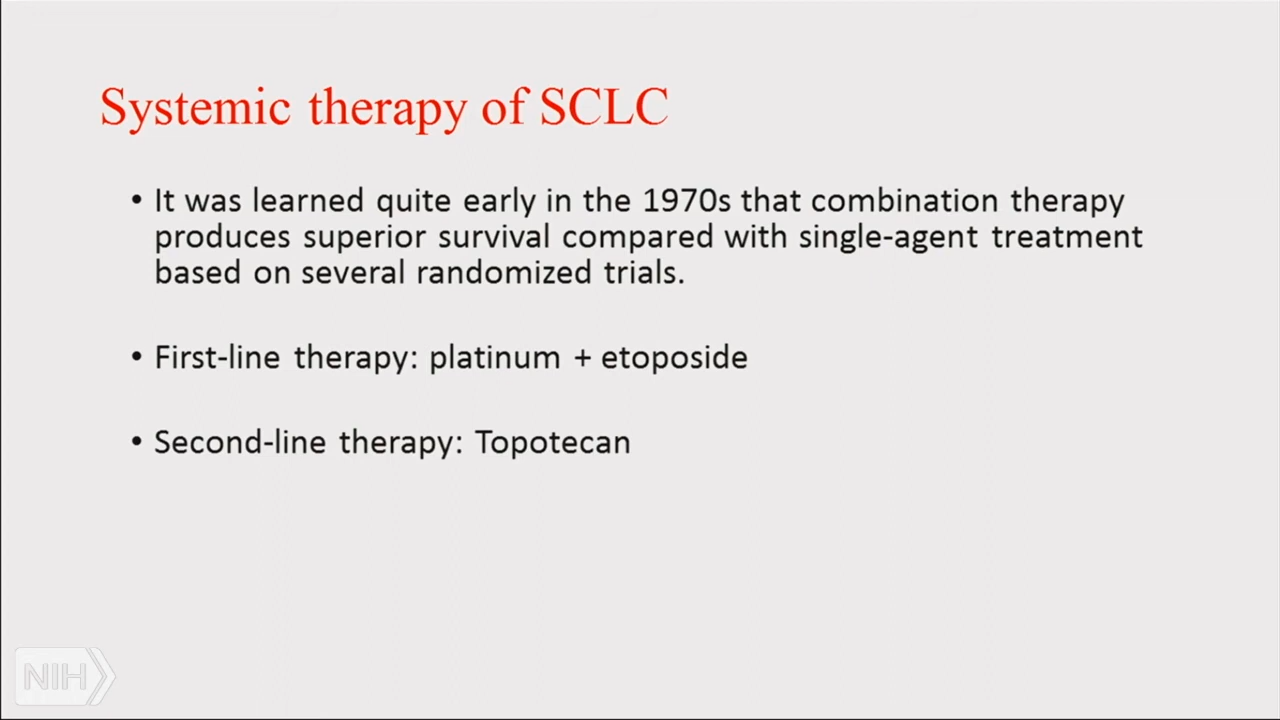 Systemic therapy of SCLC
• It was learned quite early in the 1970s that combination therapy
produces superior survival compared with single-agent treatment
based on several randomized trials.
• First-line therapy: platinum + etoposide
• Second-line therapy: Topotecan
NIH